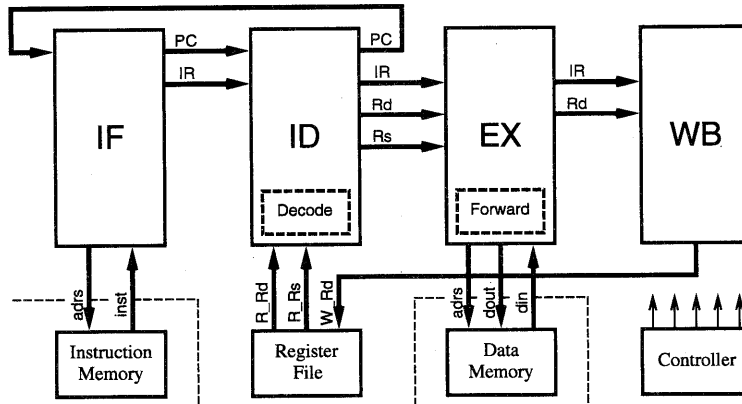 PC
PC
IR
IR
IR
Rd
Rd
Rs
IF
ID
EX
WB
Decode
Forward
adrs
inst
R_Rd
R_Rs
W_Rd
adrs
dout
din
Instruction
Memory
Register
File
Data
Memory
Controller